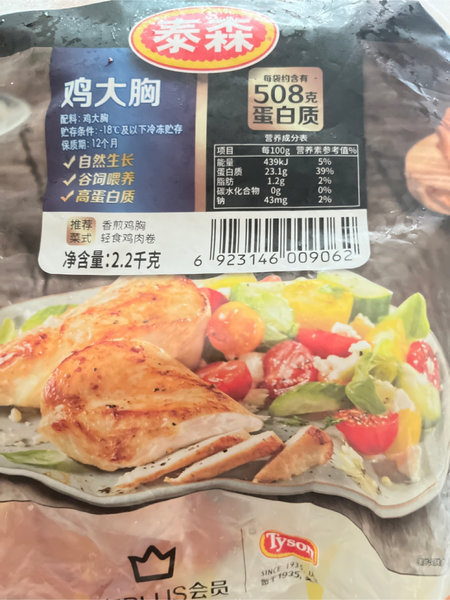 泰森
鸡大胸
配料: 鸡大胸
贮存条件: -18℃及以下冷冻贮存
保质期: 12个月
自然生长
谷饲喂养
高蛋白质
每袋约含有
508克
蛋白质
营养成分表
项目 每100g 营养素参考值%
能量 439kJ 5%
蛋白质 23.1g 39%
脂肪 1.2g 2%
碳水化合物 0g 0%
钠 43mg 2%
推荐 香煎鸡胸
菜式 轻食鸡肉卷
净含量:2.2千克
6 923146 009062
Tyson
SINCE 1935
始于1935,
PLUS会员